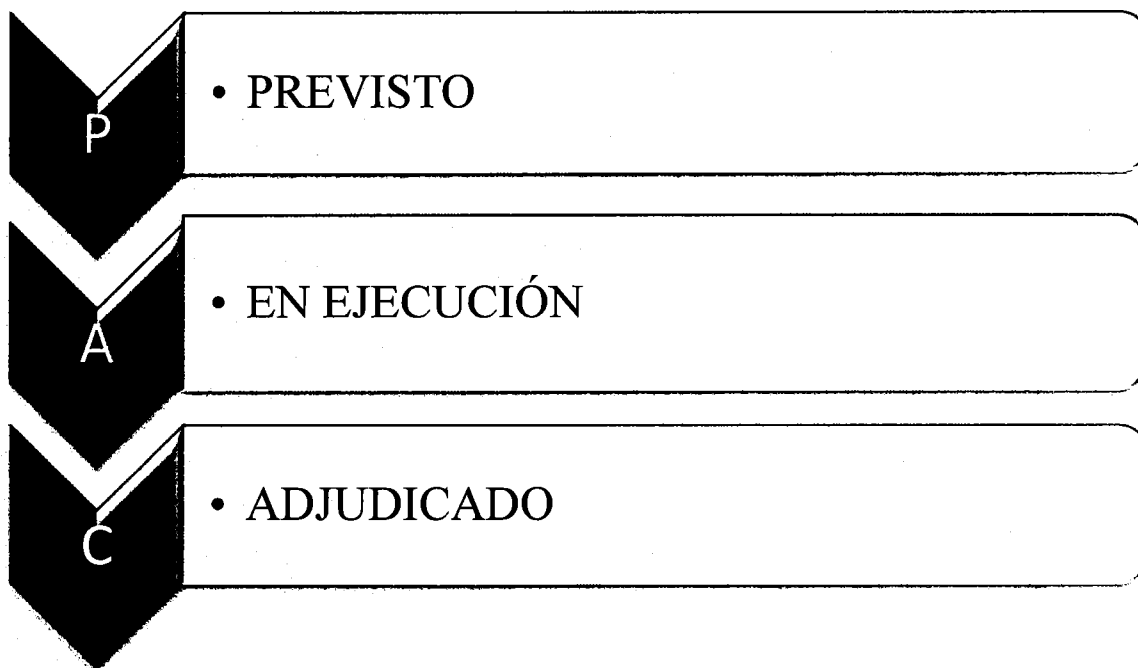 P
• PREVISTO
A
• EN EJECUCIÓN
C
• ADJUDICADO